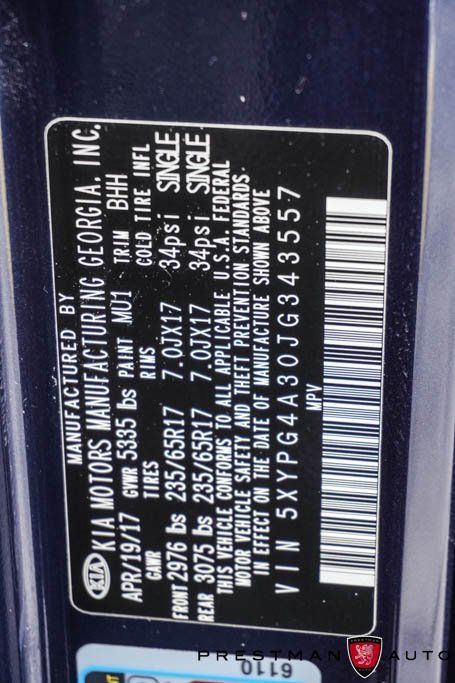 MANUFACTURED BY
KIA KIA MOTORS MANUFACTURING GEORGIA, INC.
APR/19/17 GVWR 5335 lbs PAINT MU1 TRIM BHH
GAWR TIRES RIMS COLD TIRE INFL
FRONT 2976 lbs 235/65R17 7.0JX17 34psi SINGLE
REAR 3075 lbs 235/65R17 7.0JX17 34psi SINGLE
THIS VEHICLE CONFORMS TO ALL APPLICABLE U.S.A. FEDERAL
MOTOR VEHICLE SAFETY AND THEFT PREVENTION STANDARDS
IN EFFECT ON THE DATE OF MANUFACTURE SHOWN ABOVE
VIN 5XYPG4A30JG343557
MPV
6110
PRESTMAN AUTO